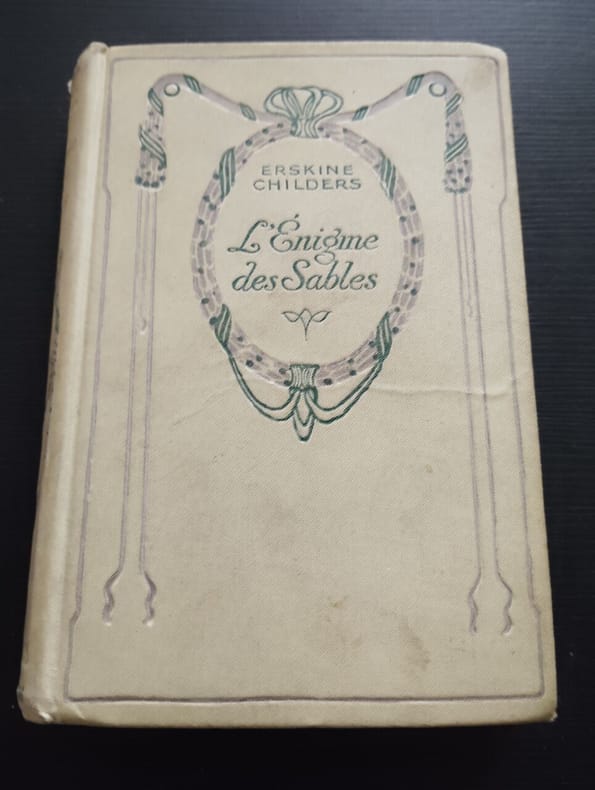 ERSKINE
CHILDERS
L'Énigme
des Sables